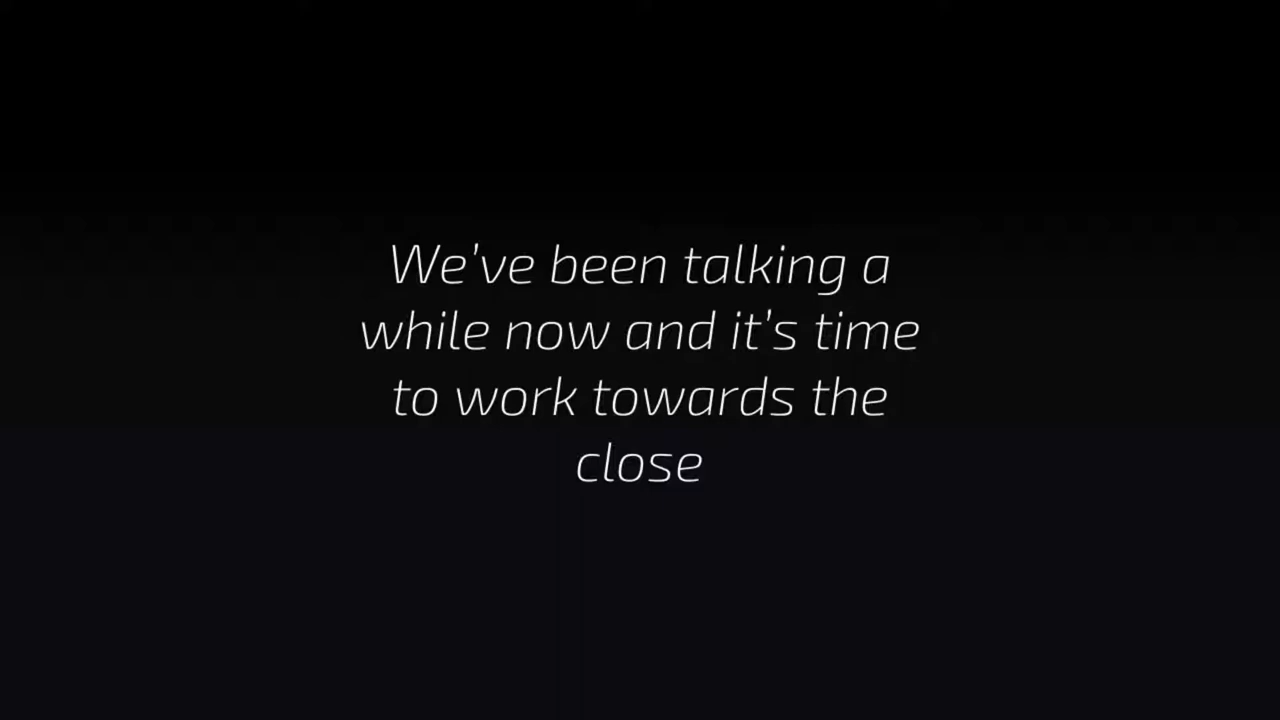 We've been talking a
while now and it's time
to work towards the
close